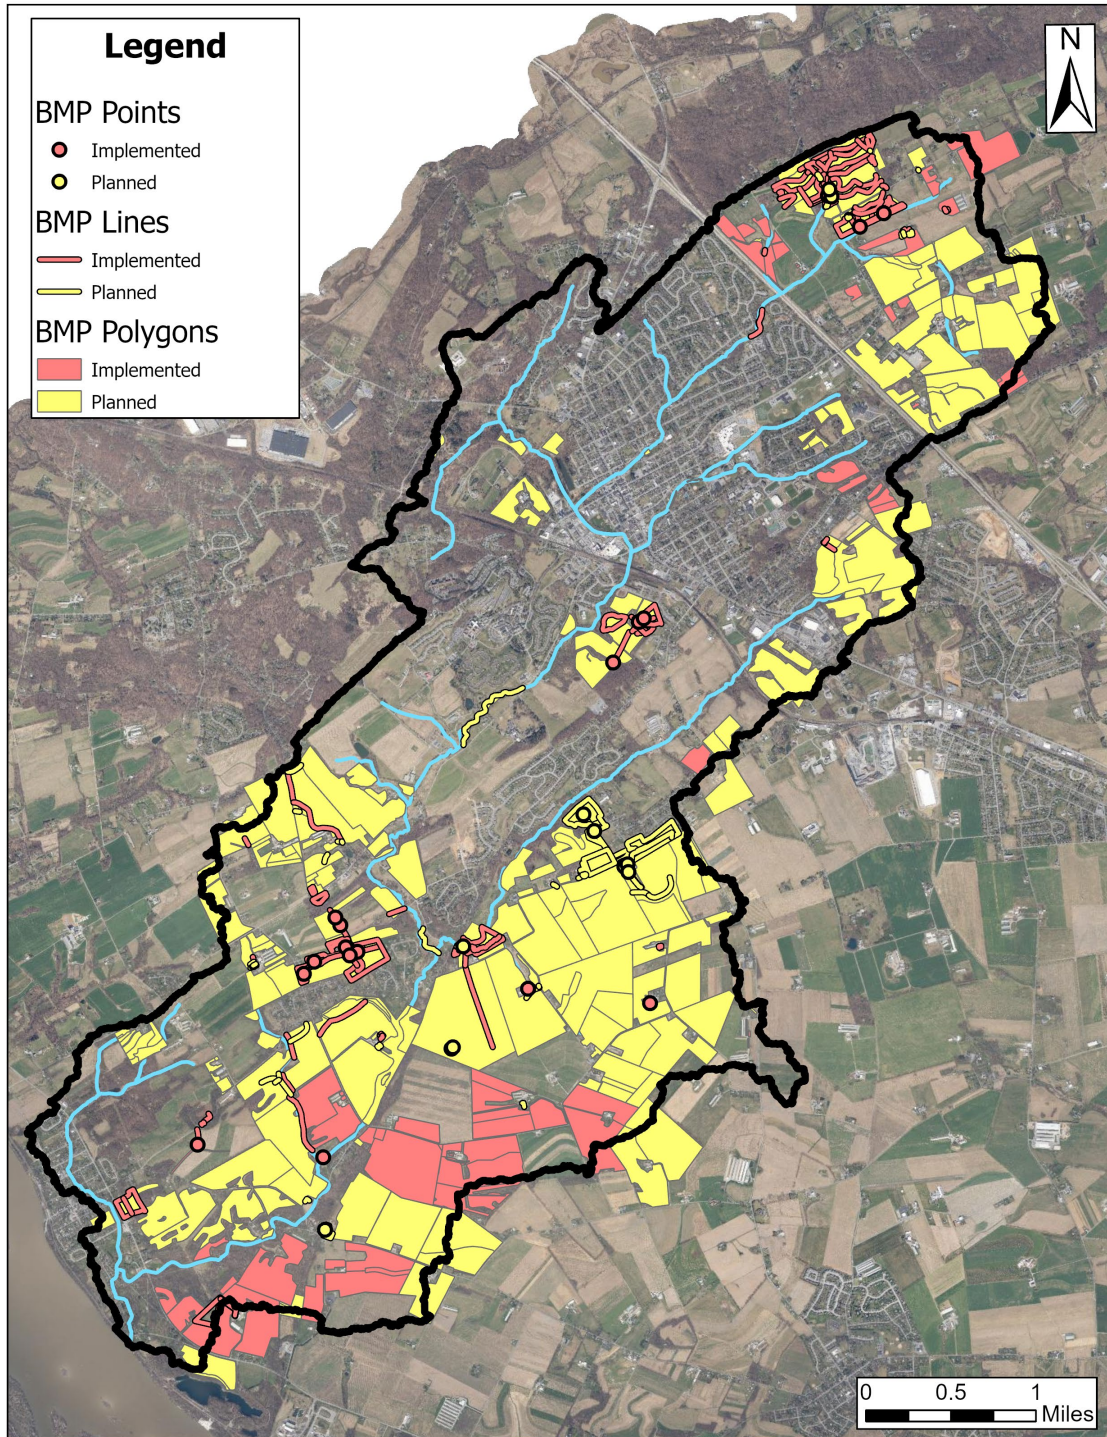 Legend
BMP Points
Implemented
Planned
BMP Lines
Implemented
Planned
BMP Polygons
Implemented
Planned
N
0 0.5 1
Miles